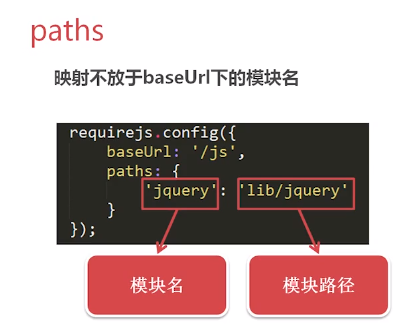 paths
映射不放于baseUrl下的模块名
requirejs.config({
baseUrl: '/js',
paths: {
'jquery': 'lib/jquery'
}
});
模块名
模块路径